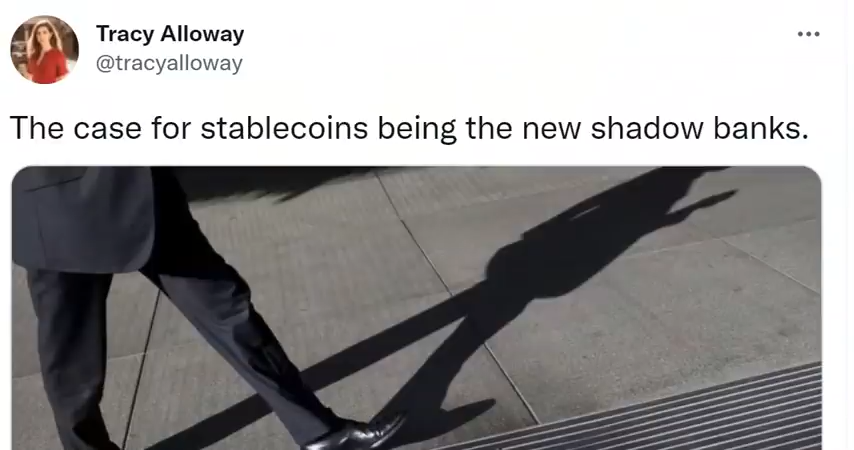 Tracy Alloway
@tracyalloway
The case for stablecoins being the new shadow banks.